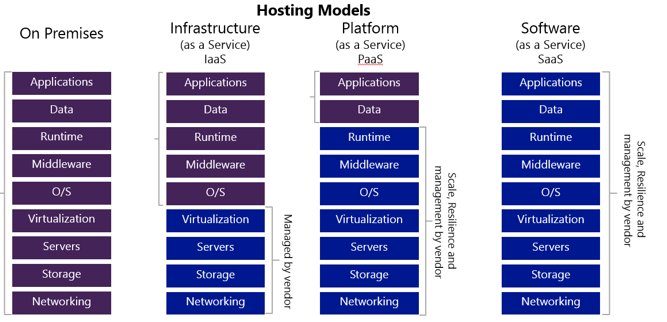 Hosting Models
On Premises
Applications
Data
Runtime
Middleware
O/S
Virtualization
Servers
Storage
Networking
Infrastructure
(as a Service)
IaaS
Applications
Data
Runtime
Middleware
O/S
Virtualization
Servers
Storage
Networking
Managed by vendor
Platform
(as a Service)
PaaS
Applications
Data
Runtime
Middleware
O/S
Virtualization
Servers
Storage
Networking
Scale, Resilience and
management by vendor
Software
(as a Service)
SaaS
Applications
Data
Runtime
Middleware
O/S
Virtualization
Servers
Storage
Networking
Scale, Resilience and
management by vendor